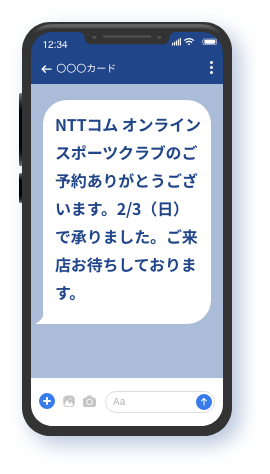 12:34
〇〇〇カード
NTTコム オンライン
スポーツクラブのご
予約ありがとうござ
います。2/3（日）
で承りました。ご来
店お待ちしておりま
す。
Aa